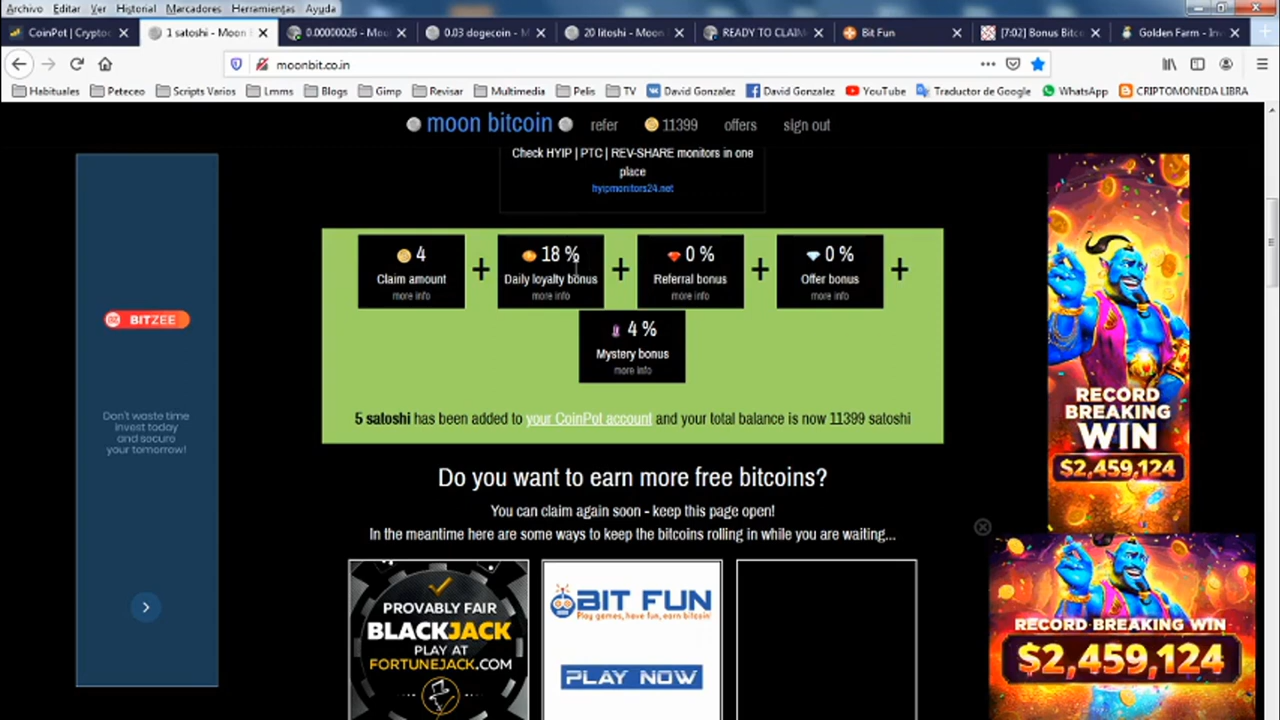 Archivo Editar Ver Historial Marcadores Herramientas Ayuda
CoinPot | Cryptoc
1 satoshi - Moon B
0.00000026 - Moo
0.03 dogecoin - M
20 litoshi - Moon L
READY TO CLAIM
Bit Fun
[7:02] Bonus Bitco
Golden Farm - Inv
moonbit.co.in
Habituales Peteceo Scripts Varios Lmms Blogs Gimp Revisar Multimedia Pelis TV David Gonzalez David Gonzalez YouTube Traductor de Google WhatsApp CRIPTOMONEDA LIBRA
moon bitcoin refer 11399 offers sign out
Check HYIP | PTC | REV-SHARE monitors in one
place
hyipmonitors24.net
4
Claim amount
more info
+
18 %
Daily loyalty bonus
more info
+
0 %
Referral bonus
more info
+
0 %
Offer bonus
more info
+
4 %
Mystery bonus
more info
5 satoshi has been added to your CoinPot account and your total balance is now 11399 satoshi
Do you want to earn more free bitcoins?
You can claim again soon - keep this page open!
In the meantime here are some ways to keep the bitcoins rolling in while you are waiting...
PROVABLY FAIR
BLACKJACK
PLAY AT
FORTUNEJACK.COM
BIT FUN
Play games, have fun, earn bitcoin!
PLAY NOW
BITZEE
Don't waste time
invest today
and secure
your tomorrow!
RECORD
BREAKING
WIN
$2,459,124
RECORD BREAKING WIN
$2,459,124